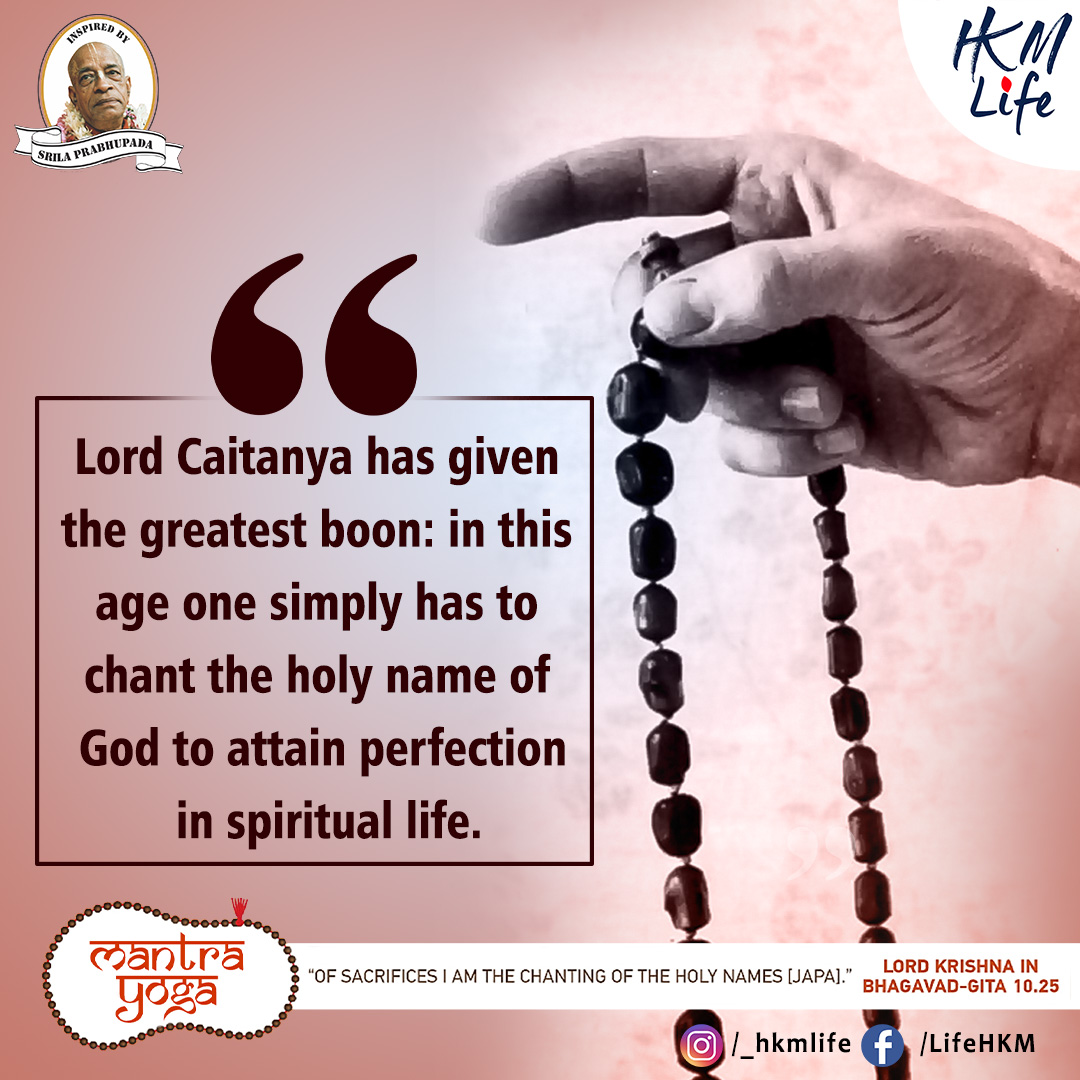 INSPIRED BY
SRILA PRABHUPADA
HKM
Life
“
Lord Caitanya has given
the greatest boon: in this
age one simply has to
chant the holy name of
God to attain perfection
in spiritual life.
mantra
yoga
“OF SACRIFICES I AM THE CHANTING OF THE HOLY NAMES [JAPA].”
LORD KRISHNA IN
BHAGAVAD-GITA 10.25
/_hkmlife
/LifeHKM